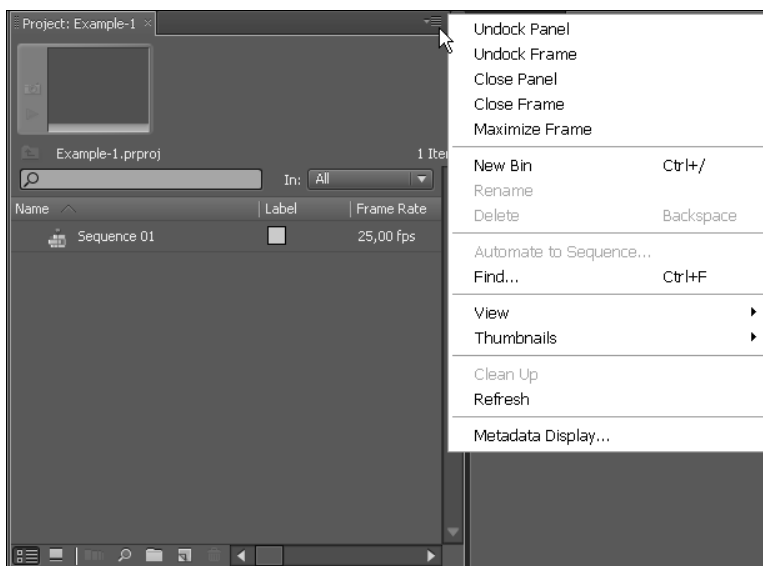 Project: Example-1 ×
Example-1.prproj
1 Ite
In: All
Name Label Frame Rate
Sequence 01 25,00 fps
Undock Panel
Undock Frame
Close Panel
Close Frame
Maximize Frame
New Bin Ctrl+/
Rename
Delete Backspace
Automate to Sequence...
Find... Ctrl+F
View
Thumbnails
Clean Up
Refresh
Metadata Display...